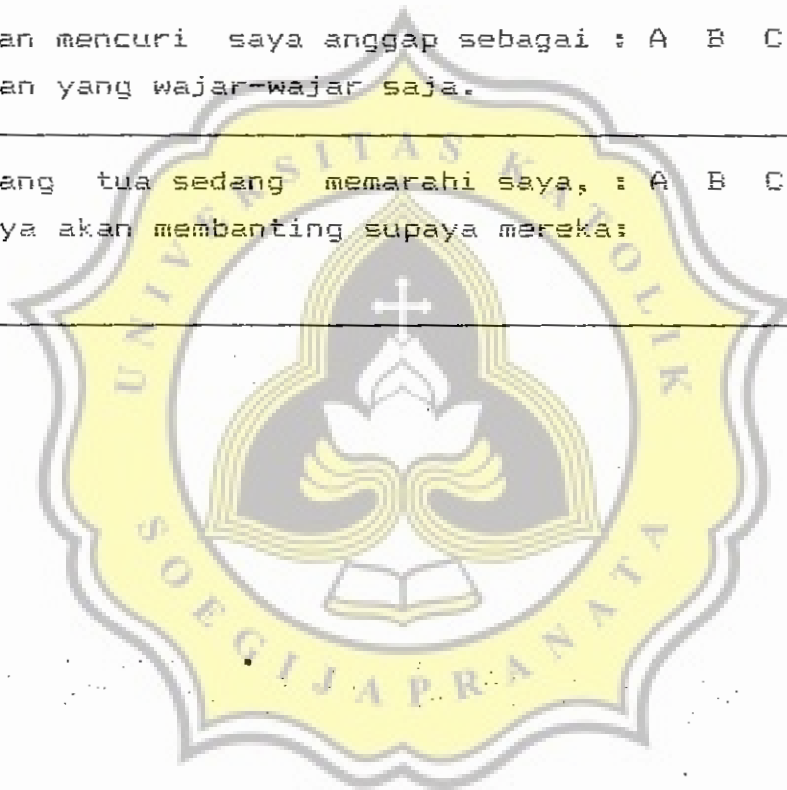 an mencuri saya anggap sebagai : A B C
an yang wajar-wajar saja.
ang tua sedang memarahi saya, : A B C
ya akan membanting supaya mereka:
UNIVERSITAS KATOLIK
SOEGIJAPRANATA